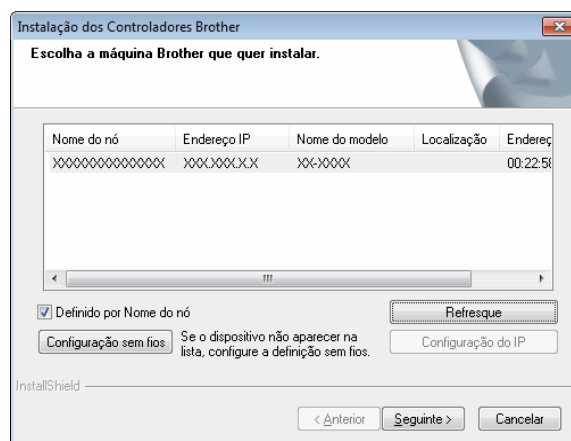 Instalação dos Controladores Brother
Escolha a máquina Brother que quer instalar.
Nome do nó Endereço IP Nome do modelo Localização Endereç
XXXXXXXXXXXXXX XXX.XXX.X.X XX-XXXX 00:22:58
Definido por Nome do nó
Refresque
Configuração sem fios
Se o dispositivo não aparecer na
lista, configure a definição sem fios.
Configuração do IP
InstallShield
< Anterior
Seguinte >
Cancelar